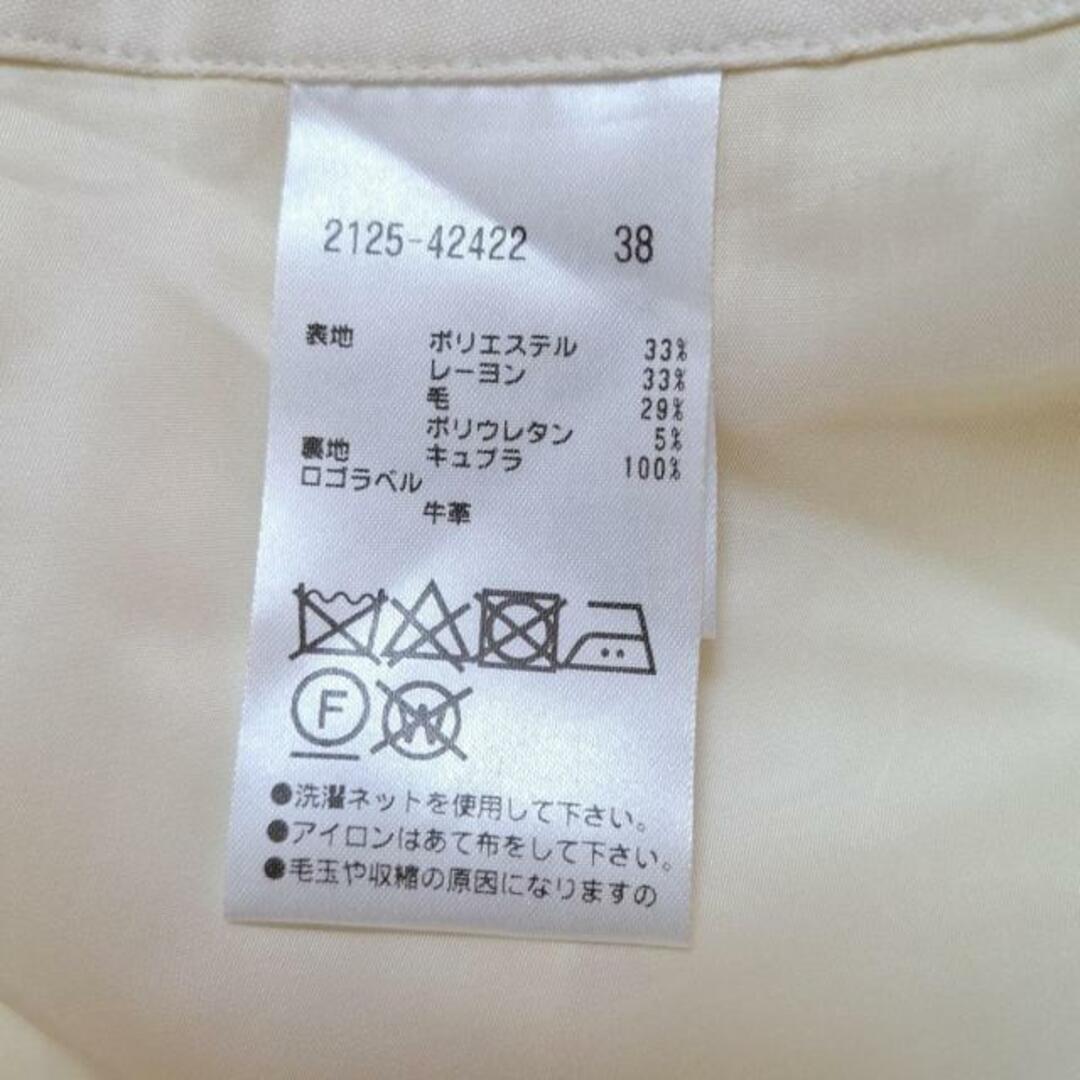 2125-42422 38
表地 ポリエステル 33%
レーヨン 33%
毛 29%
ポリウレタン 5%
裏地 キュプラ 100%
ロゴラベル
牛革
F W
●洗濯ネットを使用して下さい。
●アイロンはあて布をして下さい。
●毛玉や収縮の原因になりますの